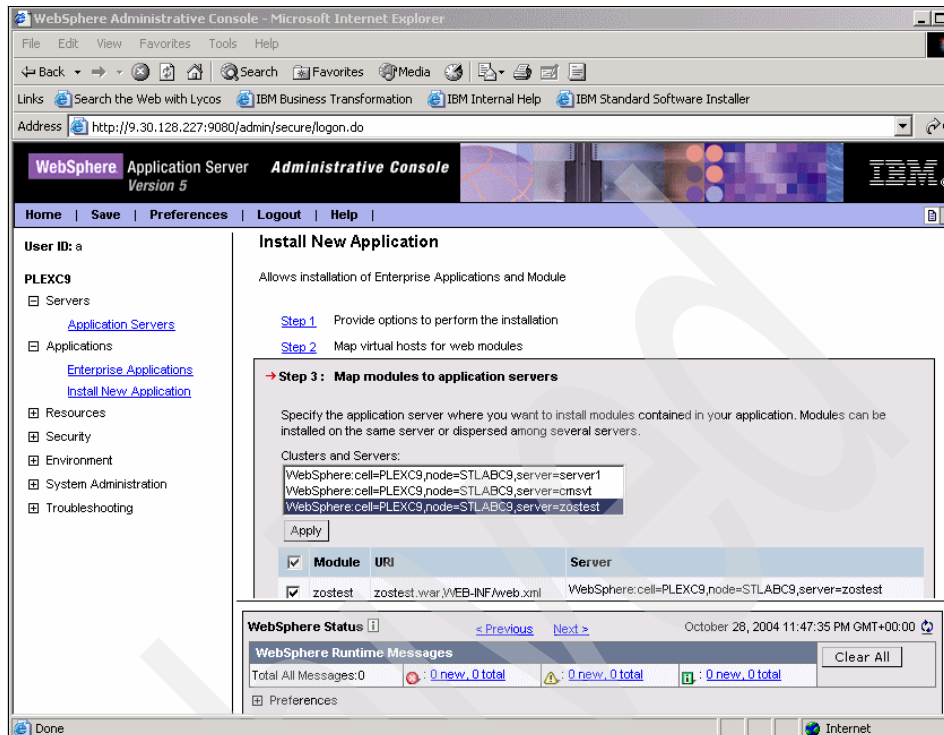 WebSphere Administrative Console - Microsoft Internet Explorer
File Edit View Favorites Tools Help
Back Search Favorites Media
Links Search the Web with Lycos IBM Business Transformation IBM Internal Help IBM Standard Software Installer
Address http://9.30.128.227:9080/admin/secure/logon.do
WebSphere Application Server Administrative Console
Version 5
IBM
Home | Save | Preferences | Logout | Help |
User ID: a
PLEXC9
Servers
Application Servers
Applications
Enterprise Applications
Install New Application
Resources
Security
Environment
System Administration
Troubleshooting
Install New Application
Allows installation of Enterprise Applications and Module
Step 1 Provide options to perform the installation
Step 2 Map virtual hosts for web modules
Step 3 : Map modules to application servers
Specify the application server where you want to install modules contained in your application. Modules can be
installed on the same server or dispersed among several servers.
Clusters and Servers:
WebSphere:cell=PLEXC9,node=STLABC9,server=server1
WebSphere:cell=PLEXC9,node=STLABC9,server=cmsvt
WebSphere:cell=PLEXC9,node=STLABC9,server=zostest
Apply
Module URI Server
zostest zostest.war,WEB-INF/web.xml WebSphere:cell=PLEXC9,node=STLABC9,server=zostest
WebSphere Status i < Previous Next > October 28, 2004 11:47:35 PM GMT+00:00
WebSphere Runtime Messages
Clear All
Total All Messages:0 : 0 new, 0 total : 0 new, 0 total : 0 new, 0 total
Preferences
Done Internet